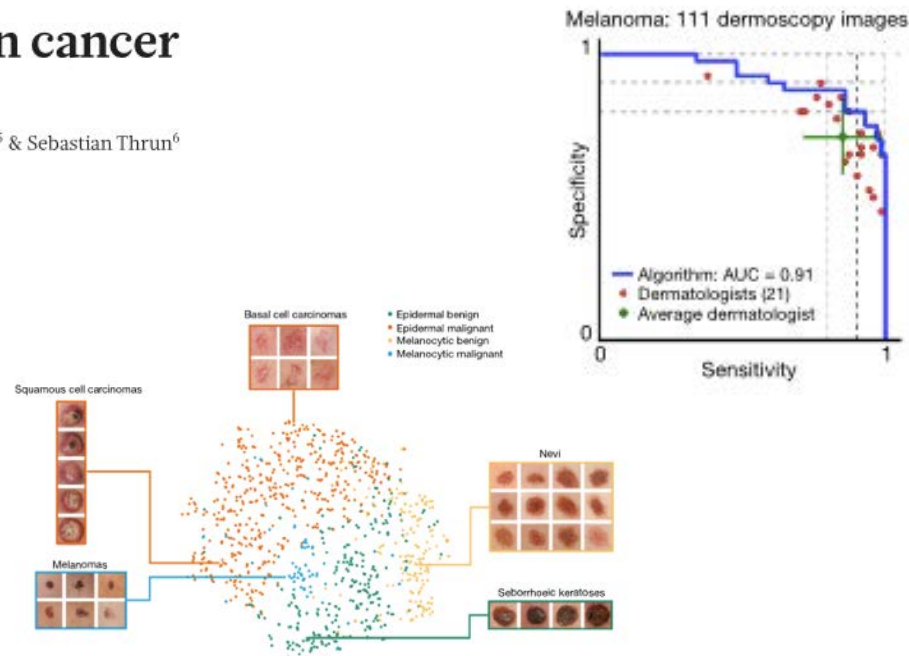 n cancer
5 & Sebastian Thrun6
Melanoma: 111 dermoscopy images
1
Specificity
Algorithm: AUC = 0.91
Dermatologists (21)
Average dermatologist
0
0
1
Sensitivity
Basal cell carcinomas
Epidermal benign
Epidermal malignant
Melanocytic benign
Melanocytic malignant
Squamous cell carcinomas
Nevi
Melanomas
Seborrhoeic keratoses